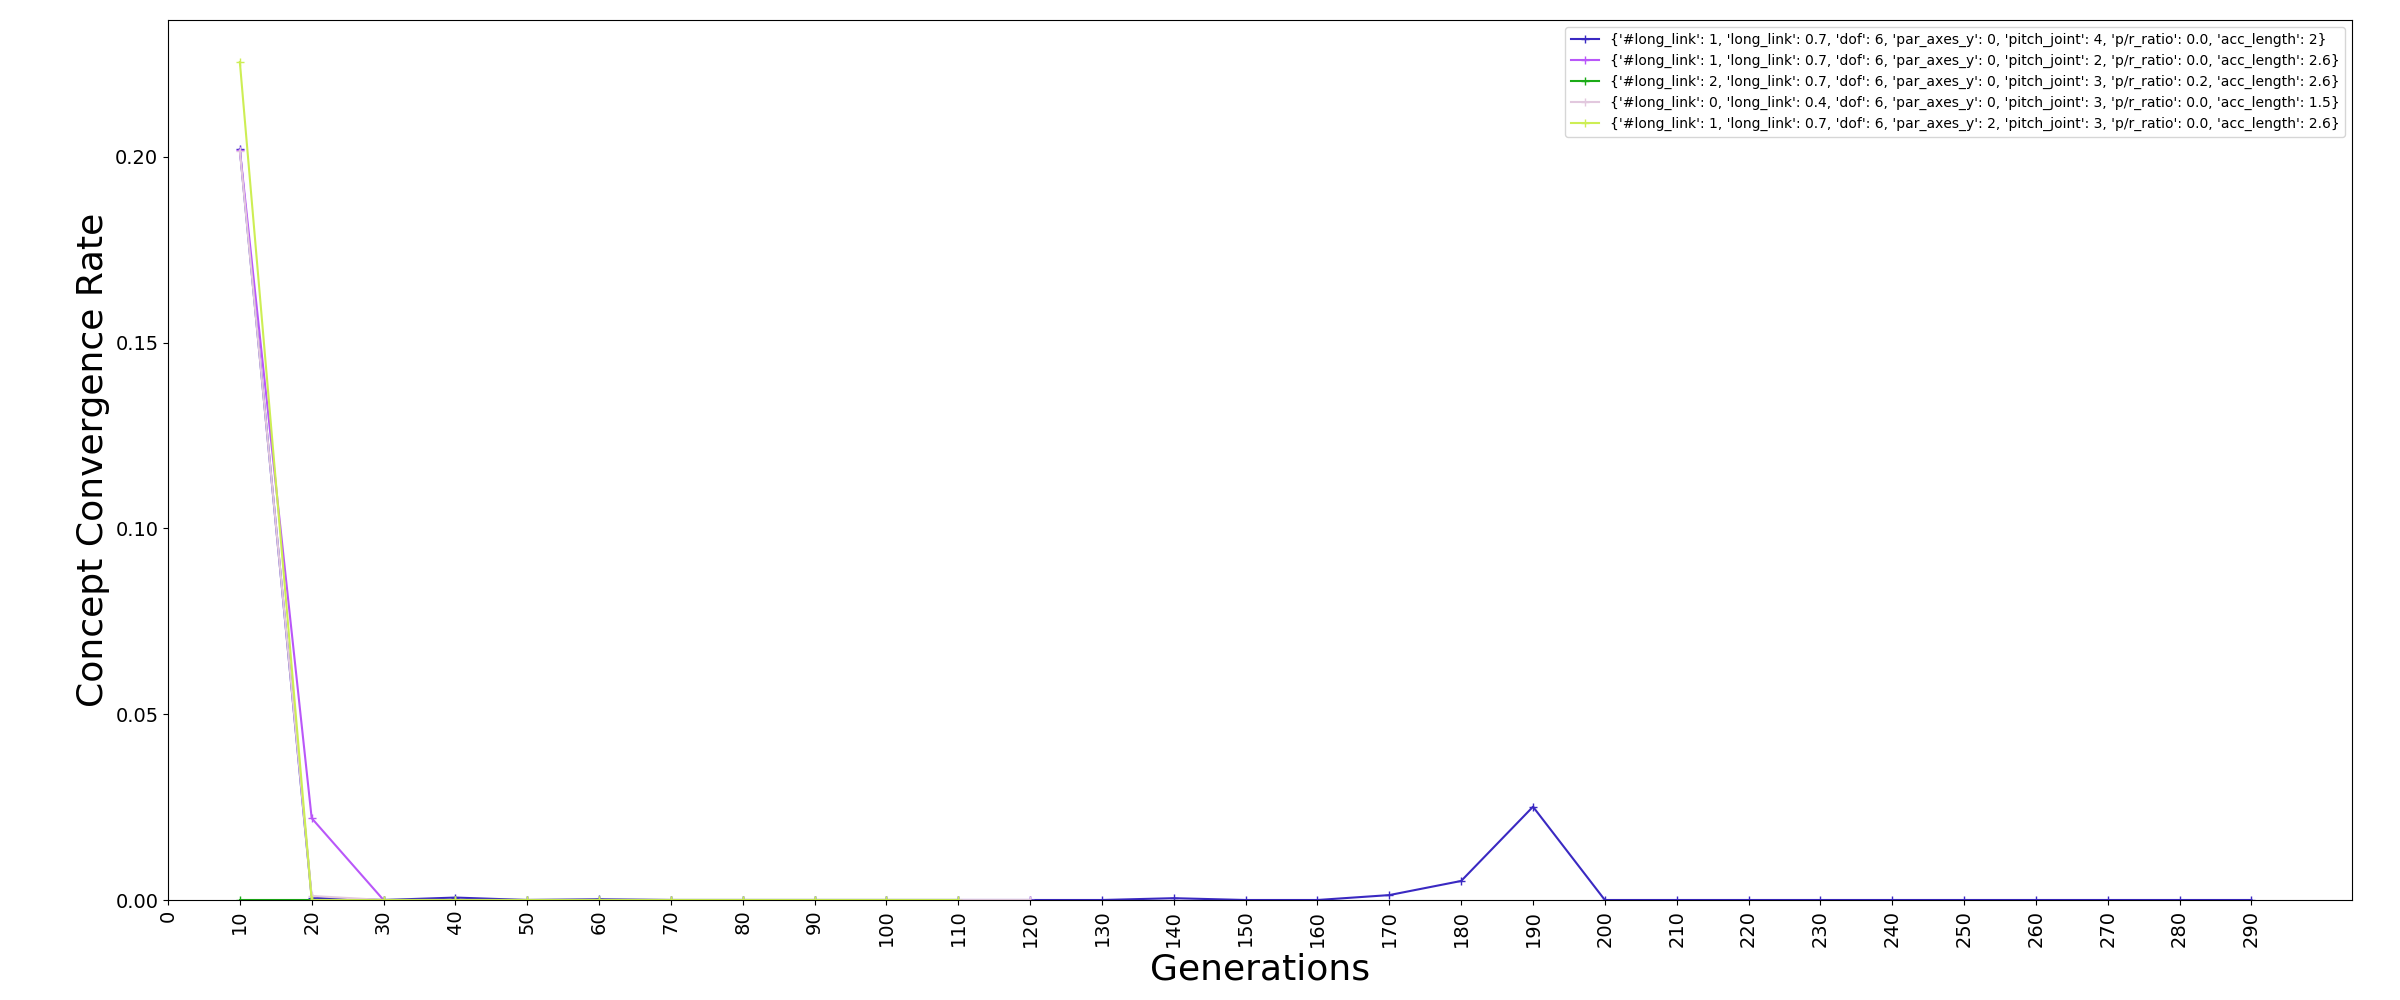 {'#long_link': 1, 'long_link': 0.7, 'dof': 6, 'par_axes_y': 0, 'pitch_joint': 4, 'p/r_ratio': 0.0, 'acc_length': 2}
{'#long_link': 1, 'long_link': 0.7, 'dof': 6, 'par_axes_y': 0, 'pitch_joint': 2, 'p/r_ratio': 0.0, 'acc_length': 2.6}
{'#long_link': 2, 'long_link': 0.7, 'dof': 6, 'par_axes_y': 0, 'pitch_joint': 3, 'p/r_ratio': 0.2, 'acc_length': 2.6}
{'#long_link': 0, 'long_link': 0.4, 'dof': 6, 'par_axes_y': 0, 'pitch_joint': 3, 'p/r_ratio': 0.0, 'acc_length': 1.5}
{'#long_link': 1, 'long_link': 0.7, 'dof': 6, 'par_axes_y': 2, 'pitch_joint': 3, 'p/r_ratio': 0.0, 'acc_length': 2.6}
Concept Convergence Rate
0.20
0.15
0.10
0.05
0.00
0 10 20 30 40 50 60 70 80 90 100 110 120 130 140 150 160 170 180 190 200 210 220 230 240 250 260 270 280 290
Generations